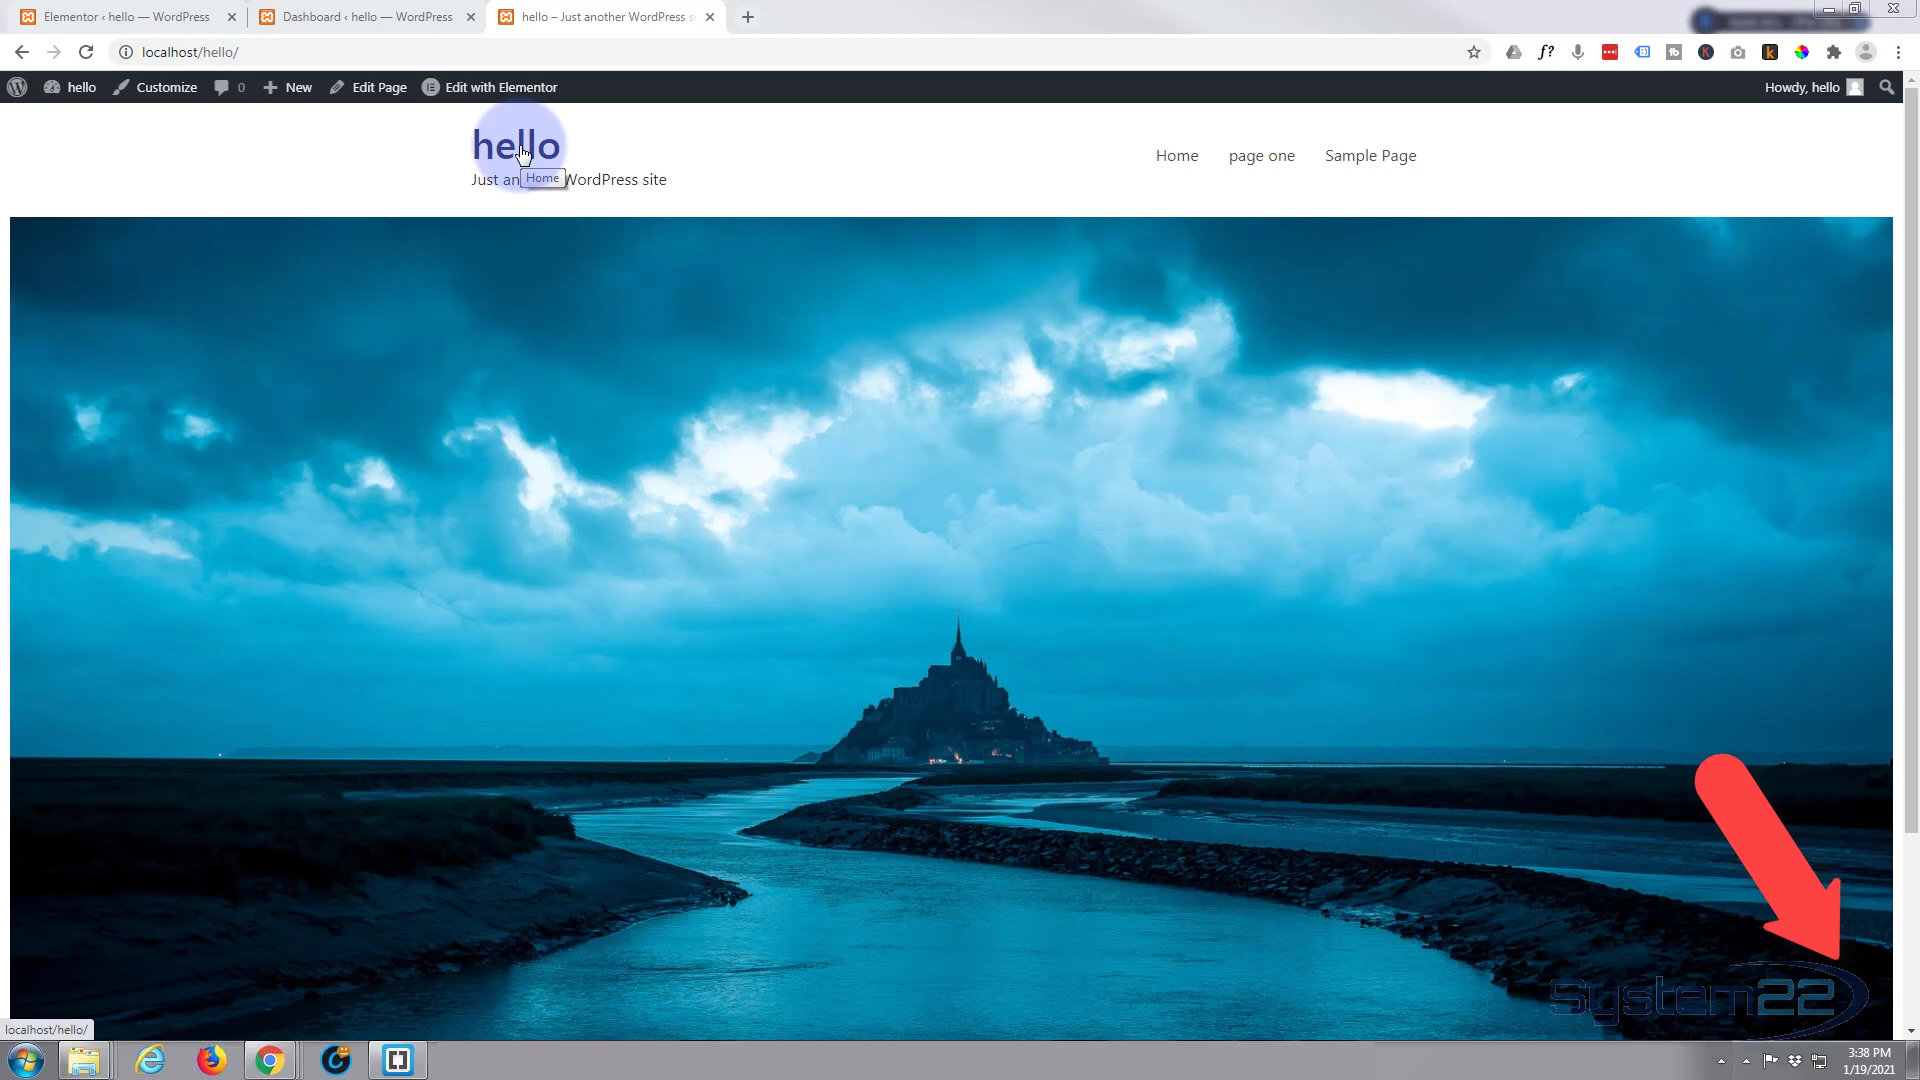 Elementor ‹ hello — WordPress
Dashboard ‹ hello — WordPress
hello – Just another WordPress s
localhost/hello/
hello
Customize
0
New
Edit Page
Edit with Elementor
Howdy, hello
hello
Home
page one
Sample Page
Just an
Home
WordPress site
System22
localhost/hello/
3:38 PM
1/19/2021